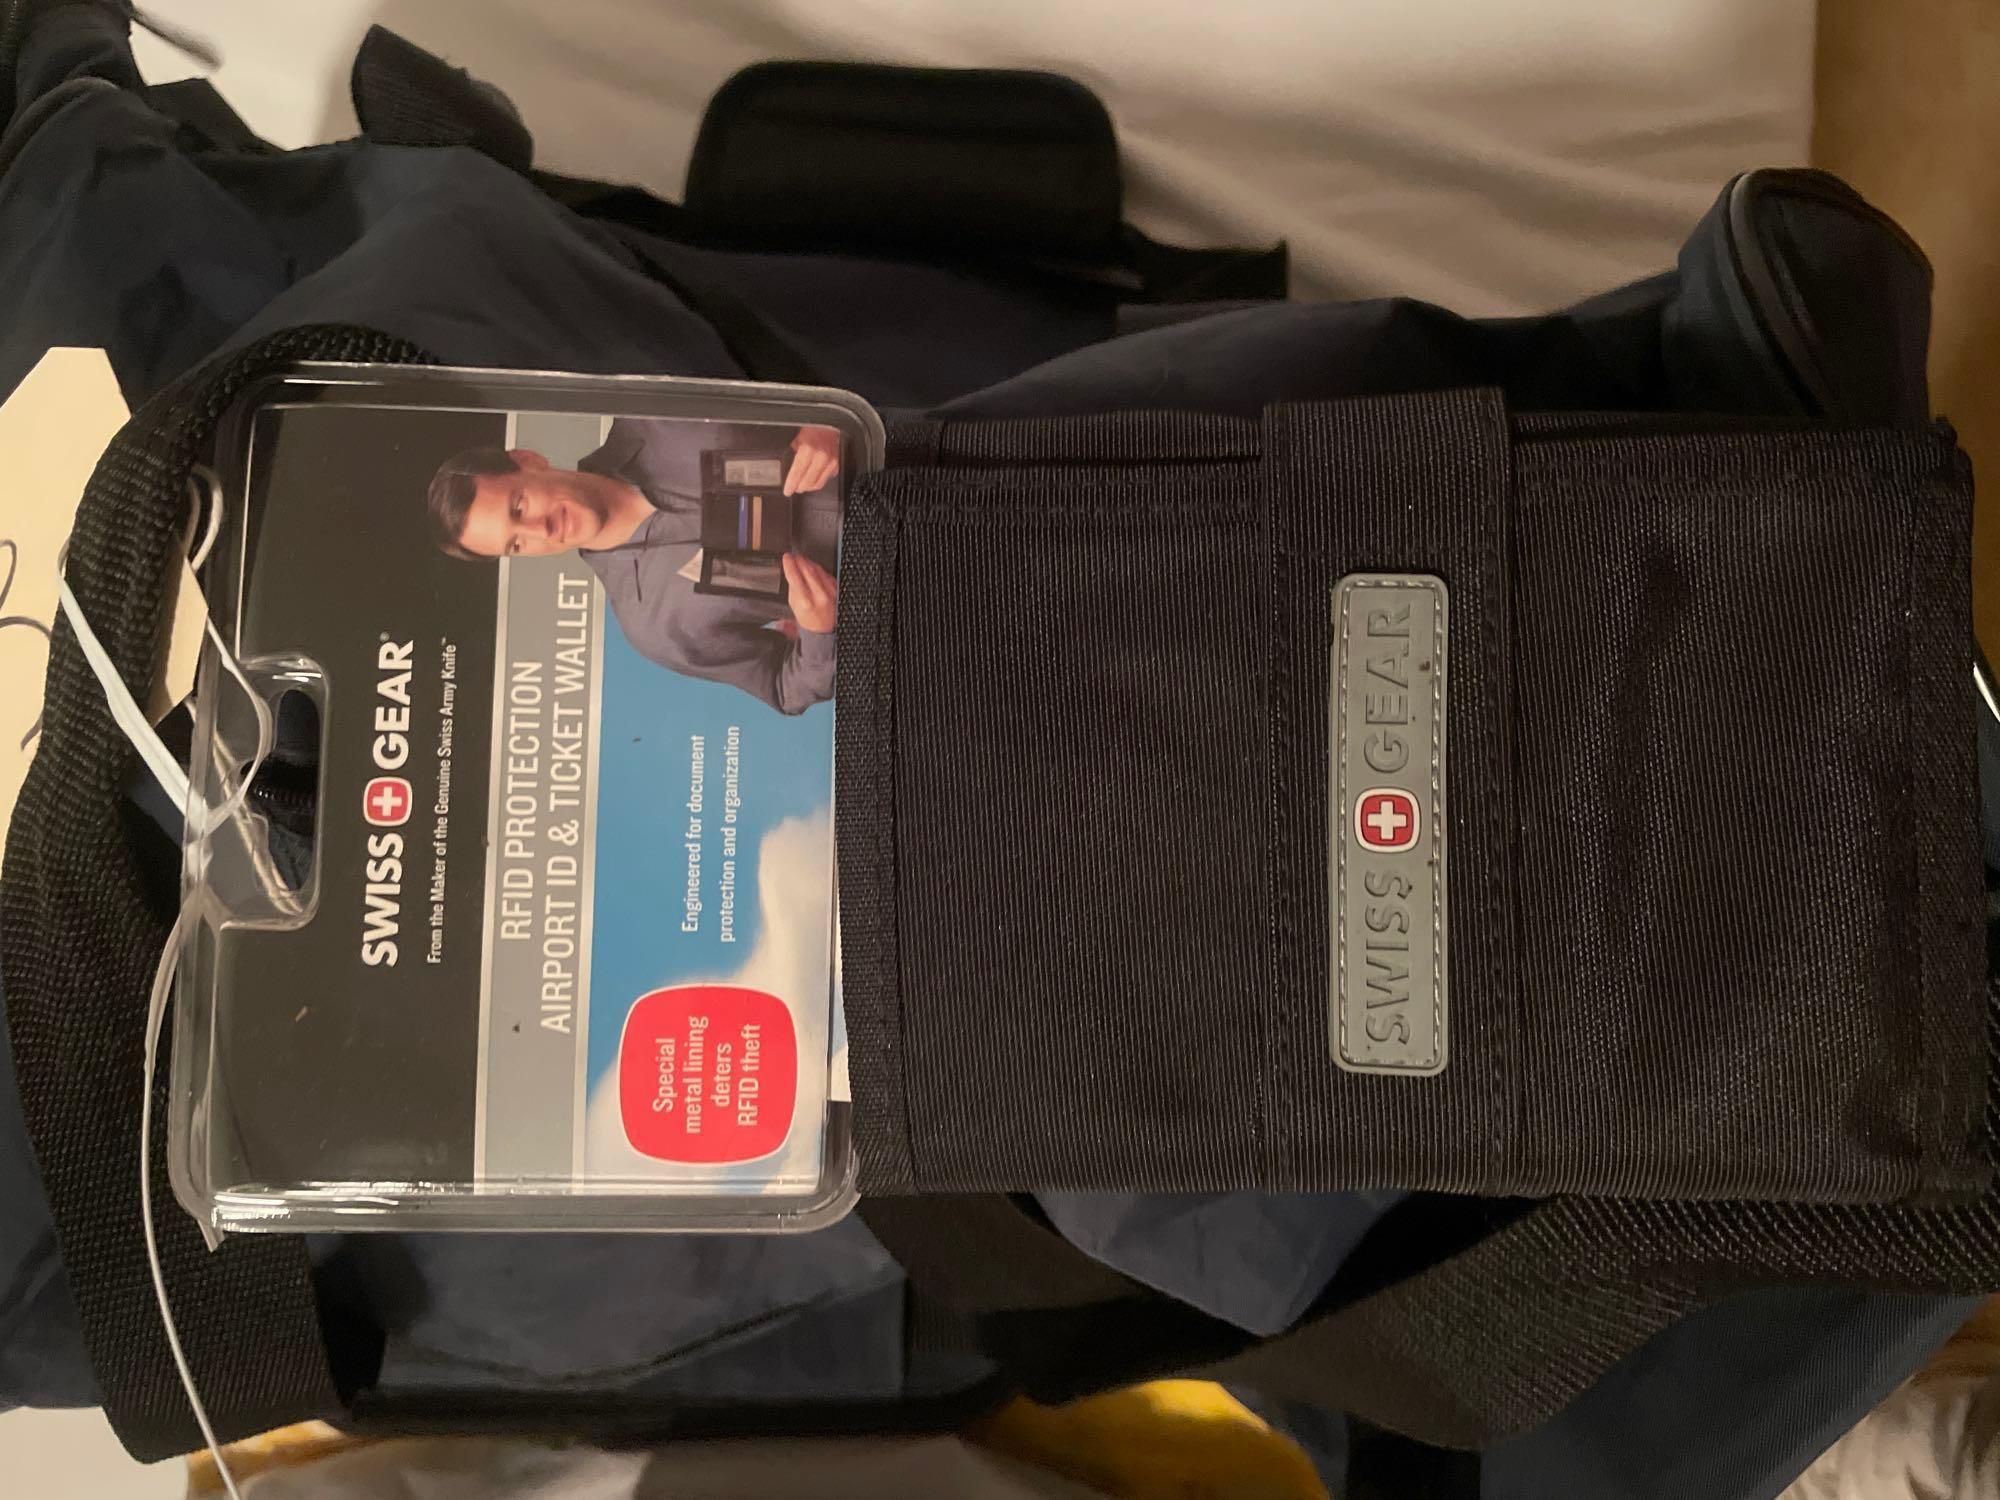 SWISS GEAR®
From the Maker of the Genuine Swiss Army Knife™
RFID PROTECTION
AIRPORT ID & TICKET WALLET
Engineered for document
protection and organization
Special
metal lining
deters
RFID theft
SWISS GEAR